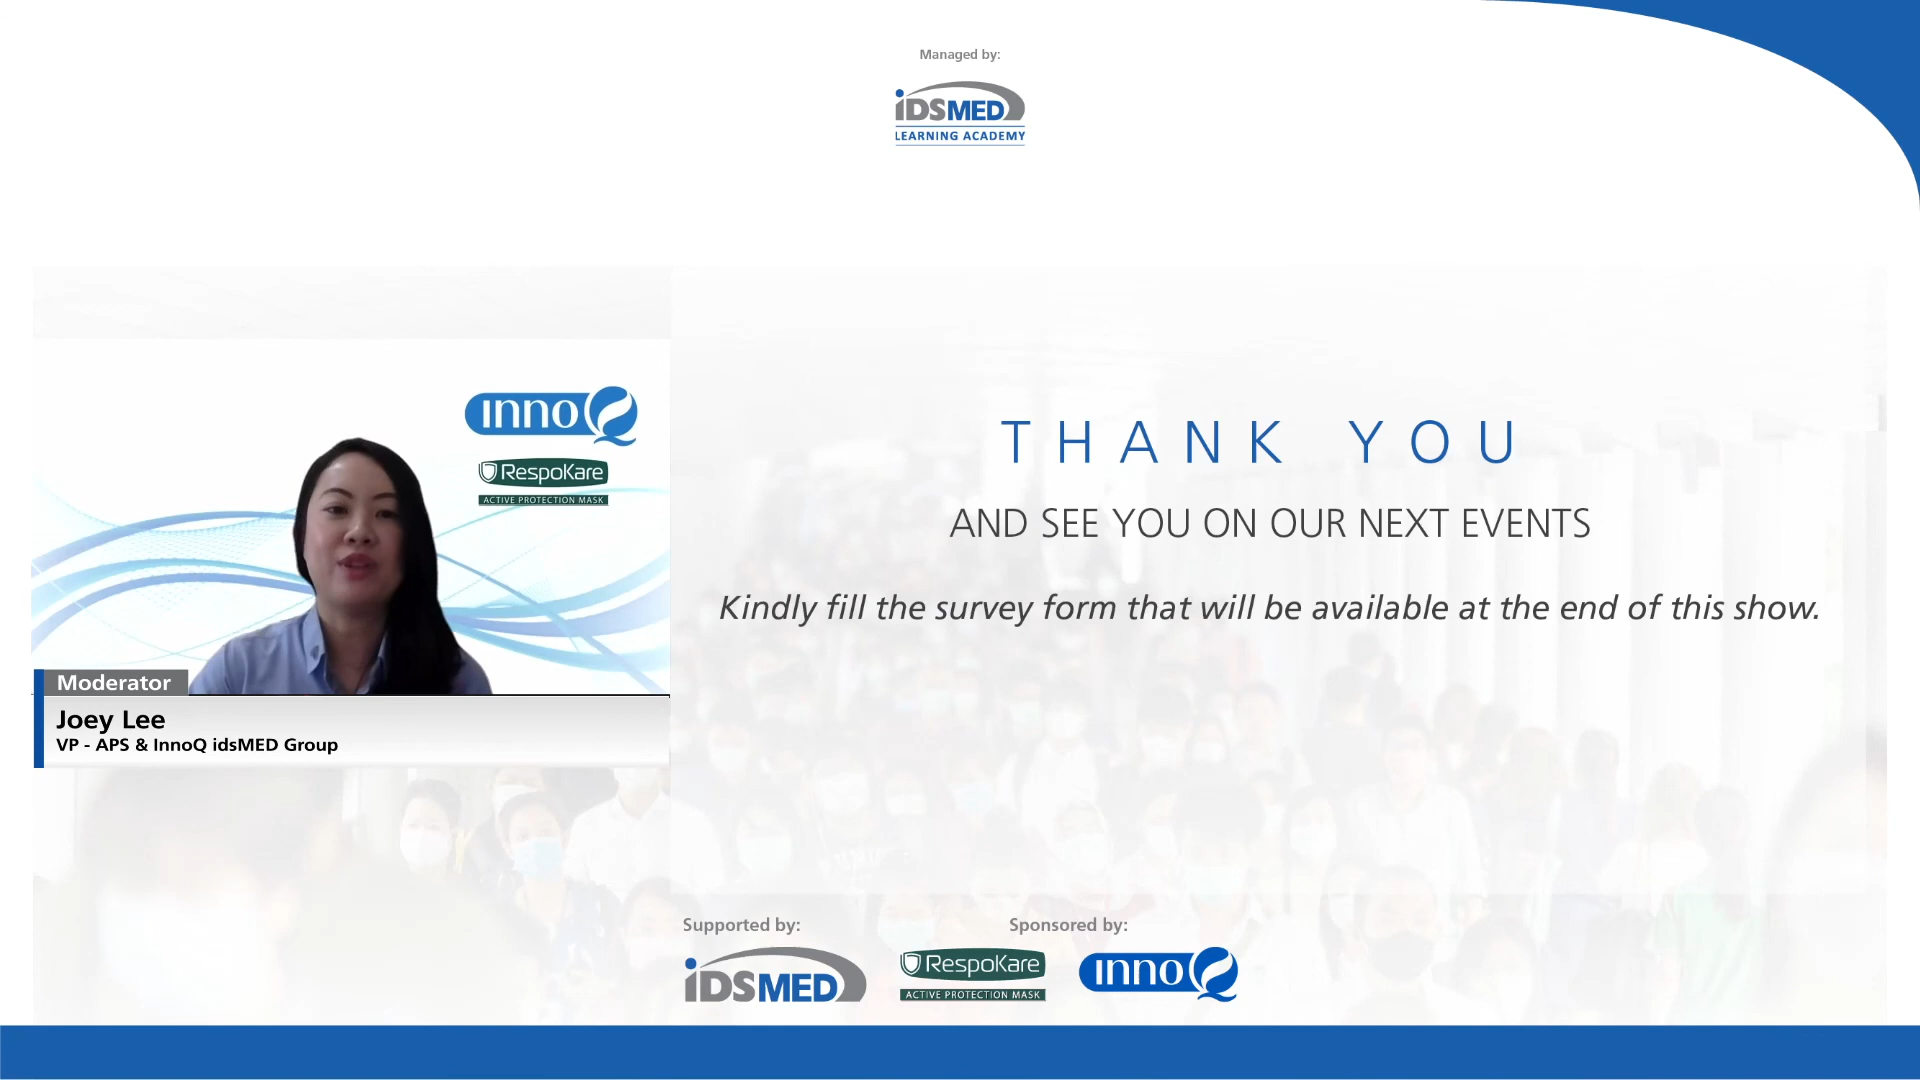 Managed by:
iDSMED
LEARNING ACADEMY
innoQ
RespoKare
ACTIVE PROTECTION MASK
Moderator
Joey Lee
VP - APS & InnoQ idsMED Group
THANK YOU
AND SEE YOU ON OUR NEXT EVENTS
Kindly fill the survey form that will be available at the end of this show.
Supported by:
Sponsored by:
iDSMED
RespoKare
ACTIVE PROTECTION MASK
innoQ